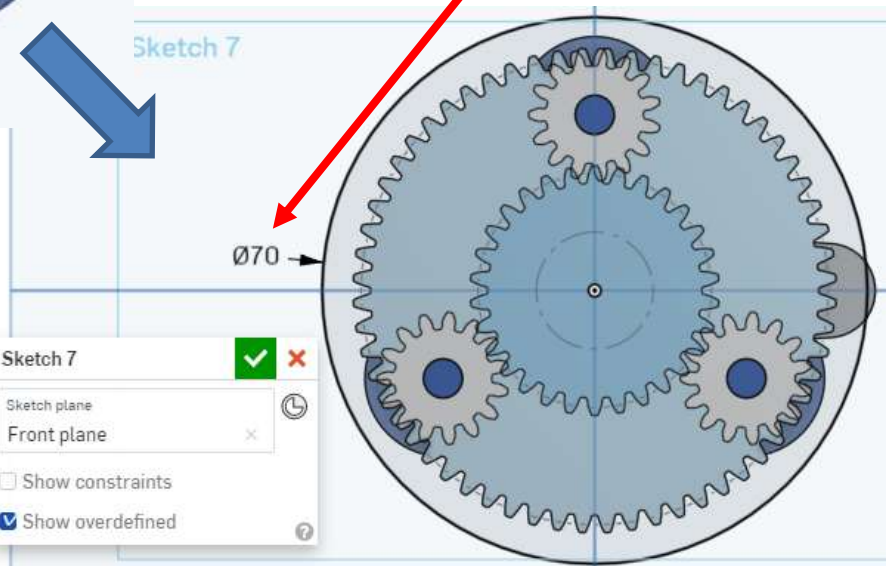 Sketch 7
Ø70
Sketch 7
Sketch plane
Front plane
Show constraints
Show overdefined